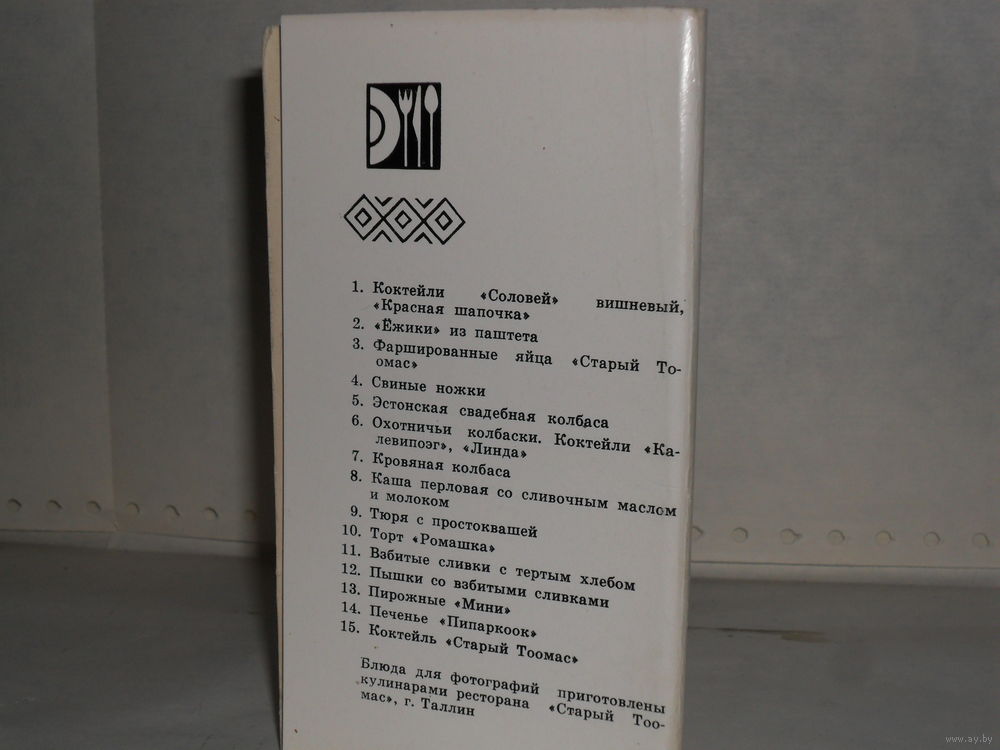 1. Коктейли «Соловей» вишневый,
«Красная шапочка»
2. «Ёжики» из паштета
3. Фаршированные яйца «Старый То-
омас»
4. Свиные ножки
5. Эстонская свадебная колбаса
6. Охотничьи колбаски. Коктейли «Ка-
левипоэг», «Линда»
7. Кровяная колбаса
8. Каша перловая со сливочным маслом
и молоком
9. Тюря с простоквашей
10. Торт «Ромашка»
11. Взбитые сливки с тертым хлебом
12. Пышки со взбитыми сливками
13. Пирожные «Мини»
14. Печенье «Пипаркоок»
15. Коктейль «Старый Тоомас»
Блюда для фотографий приготовлены
кулинарами ресторана «Старый Тоо-
мас», г. Таллин
www.ay.by